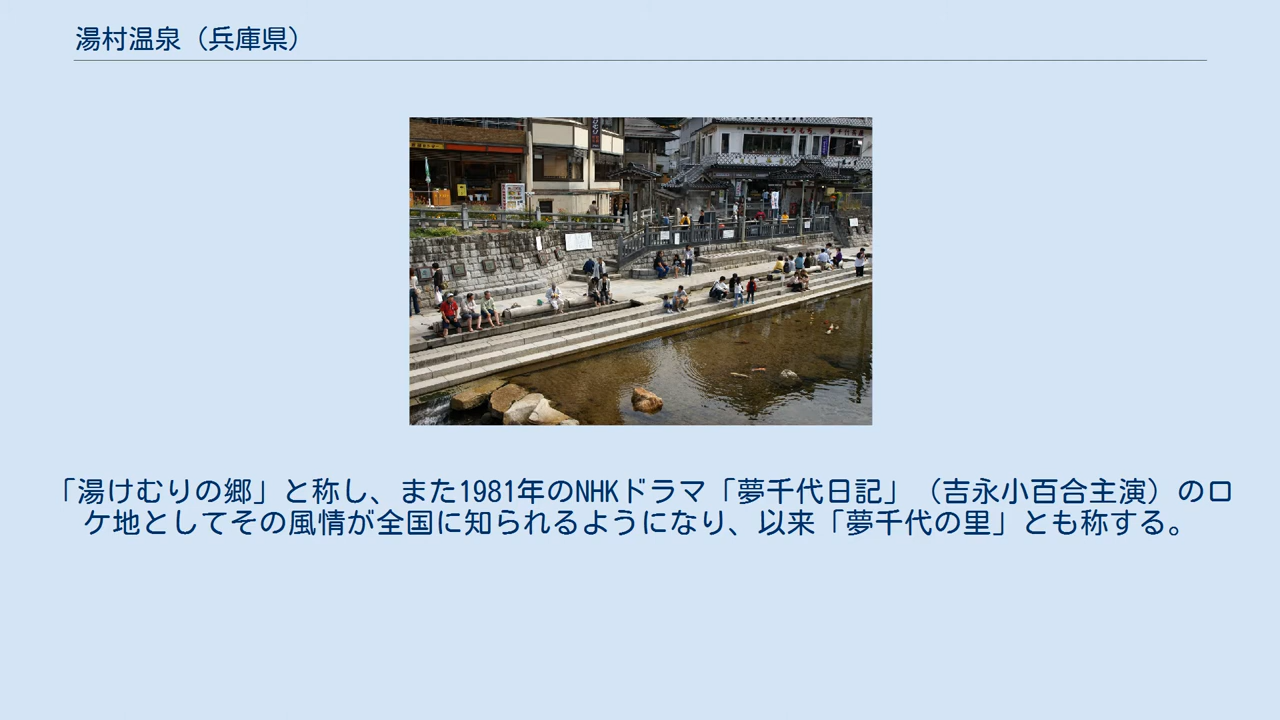 湯村温泉（兵庫県）
「湯けむりの郷」と称し、また1981年のNHKドラマ「夢千代日記」（吉永小百合主演）のロ
ケ地としてその風情が全国に知られるようになり、以来「夢千代の里」とも称する。